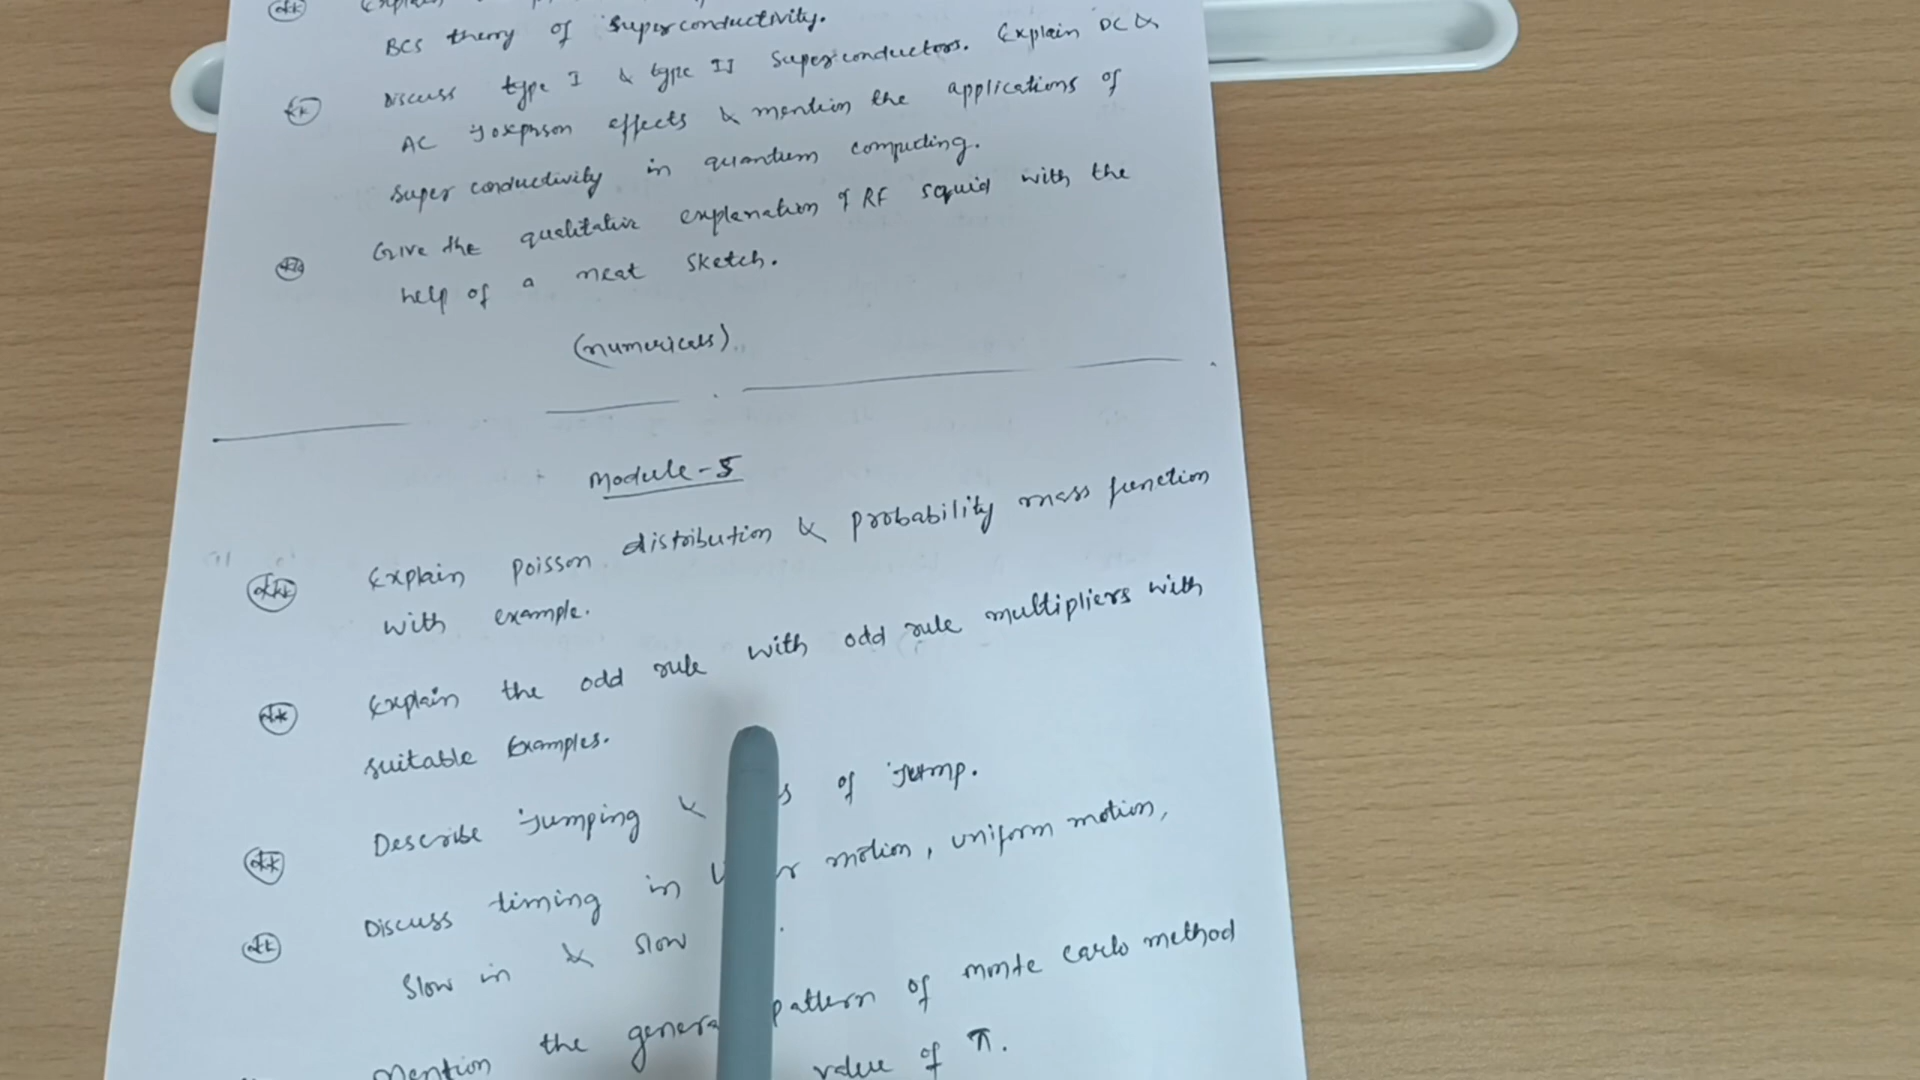 BCS theory of superconductivity.
** Discuss type I & type II superconductors. Explain DC &
AC Josephson effects & mention the applications of
super conductivity in quantum computing.
Give the qualitative explanation of RF squid with the
help of a neat sketch.
(numericals)
Module-5
*** Explain poisson distribution & probability mass function
with example.
** Explain the odd rule with odd rule multipliers with
suitable Examples.
** Describe Jumping & of Jump.
** Discuss timing in motion, uniform motion,
slow in & slow
Mention the general pattern of monte carlo method
value of π.